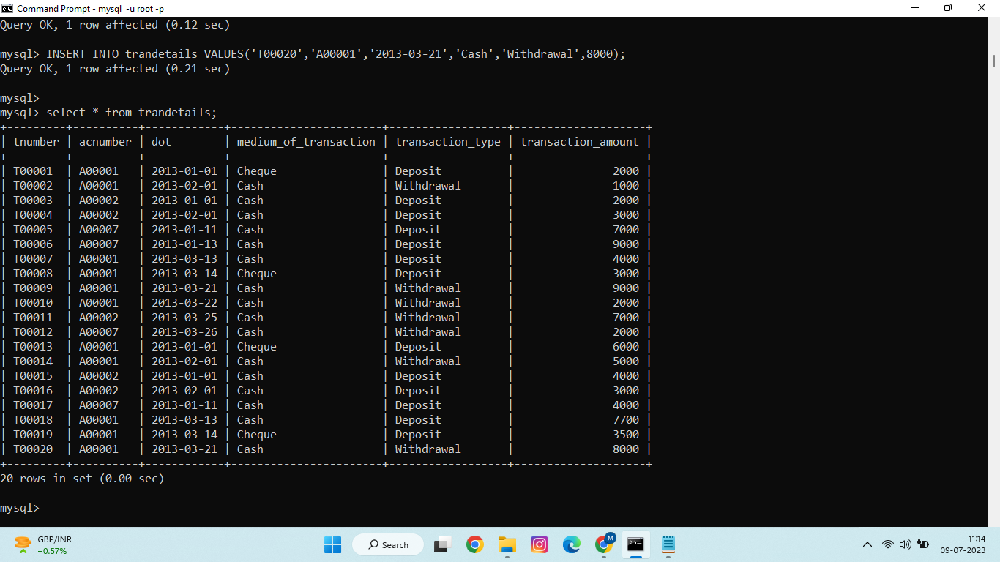 Command Prompt - mysql -u root -p
Query OK, 1 row affected (0.12 sec)
mysql> INSERT INTO trandetails VALUES('T00020','A00001','2013-03-21','Cash','Withdrawal',8000);
Query OK, 1 row affected (0.21 sec)
mysql>
mysql> select * from trandetails;
+---------+----------+------------+-----------------------+------------------+--------------------+
| tnumber | acnumber | dot        | medium_of_transaction | transaction_type | transaction_amount |
+---------+----------+------------+-----------------------+------------------+--------------------+
| T00001  | A00001   | 2013-01-01 | Cheque                | Deposit          |               2000 |
| T00002  | A00001   | 2013-02-01 | Cash                  | Withdrawal       |               1000 |
| T00003  | A00002   | 2013-01-01 | Cash                  | Deposit          |               2000 |
| T00004  | A00002   | 2013-02-01 | Cash                  | Deposit          |               3000 |
| T00005  | A00007   | 2013-01-11 | Cash                  | Deposit          |               7000 |
| T00006  | A00007   | 2013-01-13 | Cash                  | Deposit          |               9000 |
| T00007  | A00001   | 2013-03-13 | Cash                  | Deposit          |               4000 |
| T00008  | A00001   | 2013-03-14 | Cheque                | Deposit          |               3000 |
| T00009  | A00001   | 2013-03-21 | Cash                  | Withdrawal       |               9000 |
| T00010  | A00001   | 2013-03-22 | Cash                  | Withdrawal       |               2000 |
| T00011  | A00002   | 2013-03-25 | Cash                  | Withdrawal       |               7000 |
| T00012  | A00007   | 2013-03-26 | Cash                  | Withdrawal       |               2000 |
| T00013  | A00001   | 2013-01-01 | Cheque                | Deposit          |               6000 |
| T00014  | A00001   | 2013-02-01 | Cash                  | Withdrawal       |               5000 |
| T00015  | A00002   | 2013-01-01 | Cash                  | Deposit          |               4000 |
| T00016  | A00002   | 2013-02-01 | Cash                  | Deposit          |               3000 |
| T00017  | A00007   | 2013-01-11 | Cash                  | Deposit          |               4000 |
| T00018  | A00001   | 2013-03-13 | Cash                  | Deposit          |               7700 |
| T00019  | A00001   | 2013-03-14 | Cheque                | Deposit          |               3500 |
| T00020  | A00001   | 2013-03-21 | Cash                  | Withdrawal       |               8000 |
+---------+----------+------------+-----------------------+------------------+--------------------+
20 rows in set (0.00 sec)
mysql>
GBP/INR
+0.57%
Search
M
11:14
09-07-2023